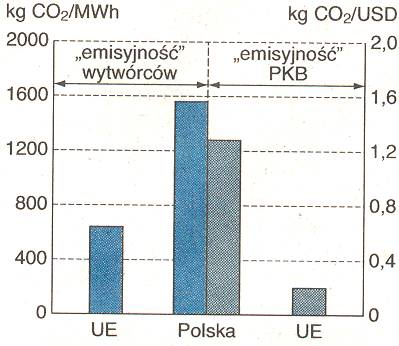 kg CO₂/MWh kg CO₂/USD
2000 2,0
„emisyjność” „emisyjność”
wytwórców PKB
1600 1,6
1200 1,2
800 0,8
400 0,4
0 0
UE Polska UE